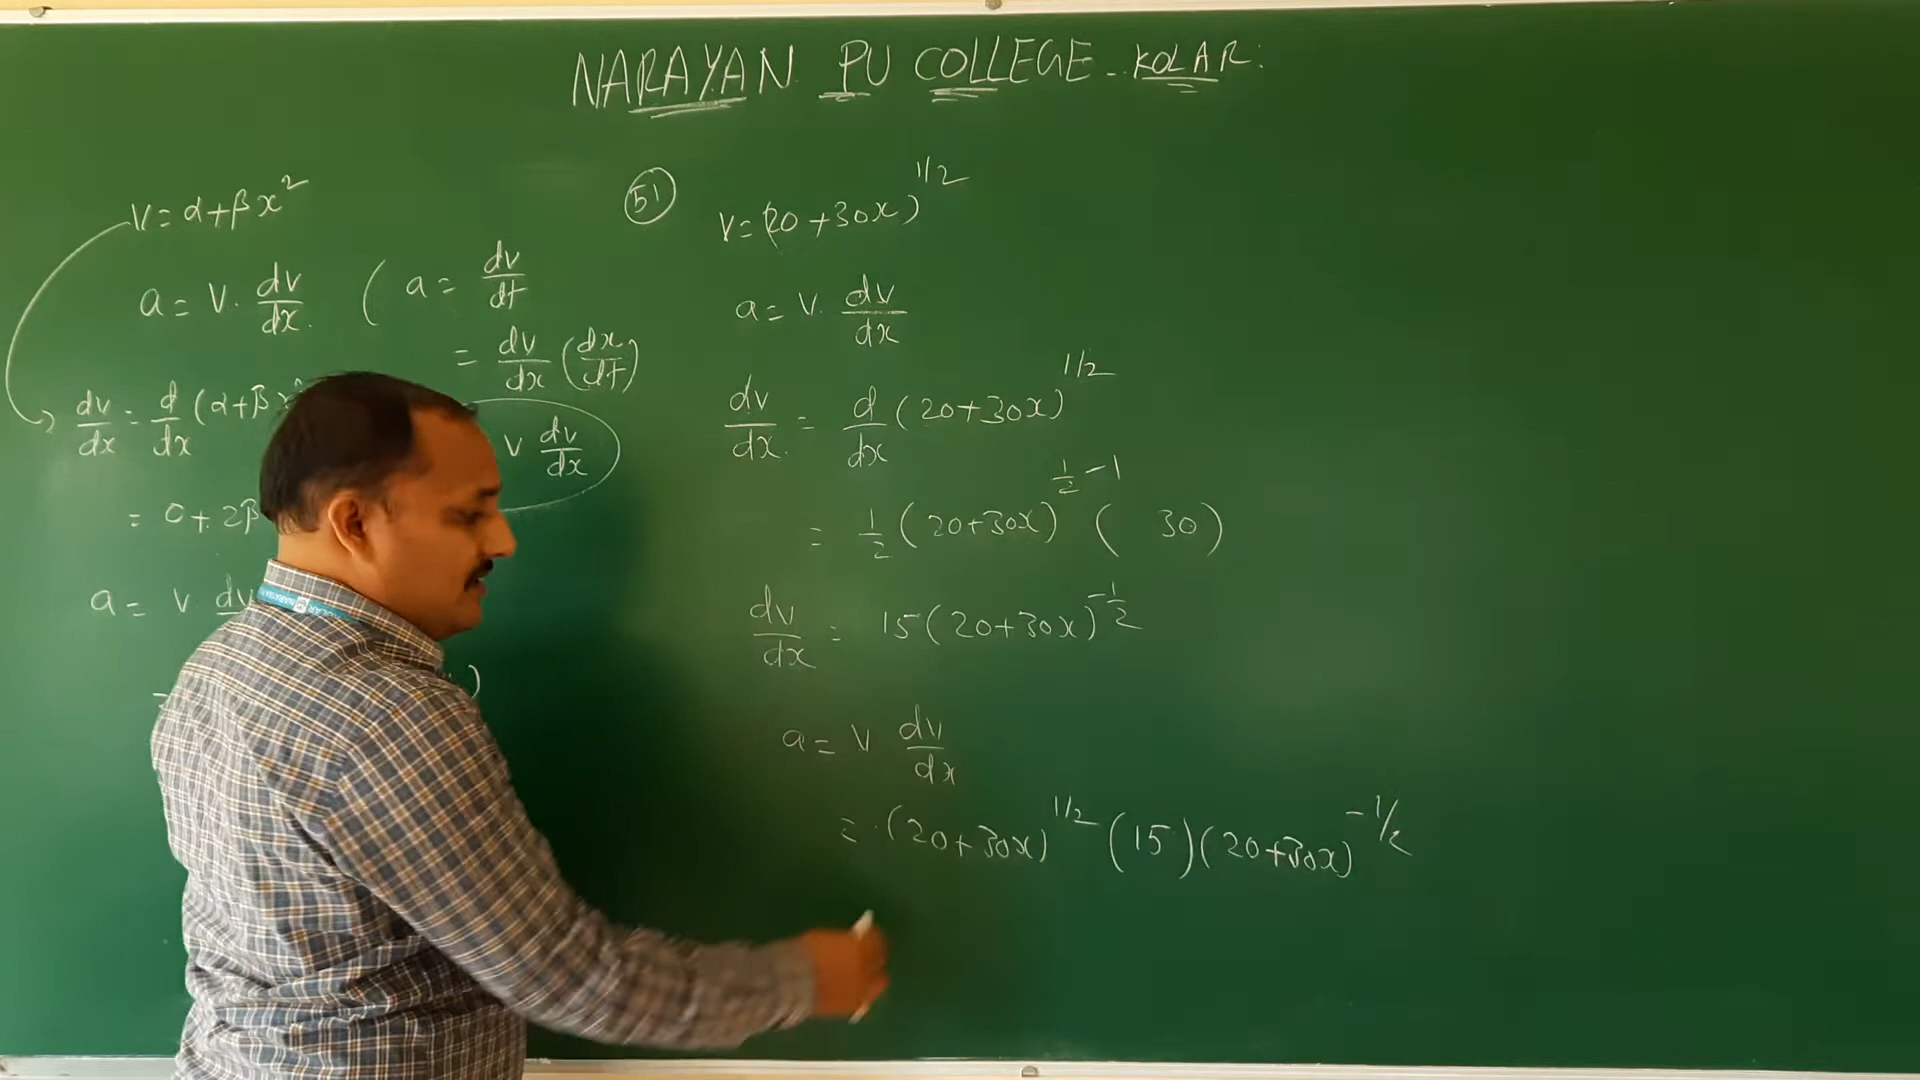 NARAYAN PU COLLEGE - KOLAR:
V = α + βx²
a = V. dv/dx. ( a = dv/dt
= dv/dx (dx/dt)
V dv/dx
dv/dx = d/dx (α+β
= 0 + 2β
a = V dv
)
51
V = (20 + 30x)^1/2
a = V. dv/dx
dv/dx. = d/dx (20+30x)^1/2
= 1/2 (20+30x)^1/2 - 1 ( 30)
dv/dx = 15(20+30x)^-1/2
a = V dv/dx
= (20+30x)^1/2 (15)(20+30x)^-1/2